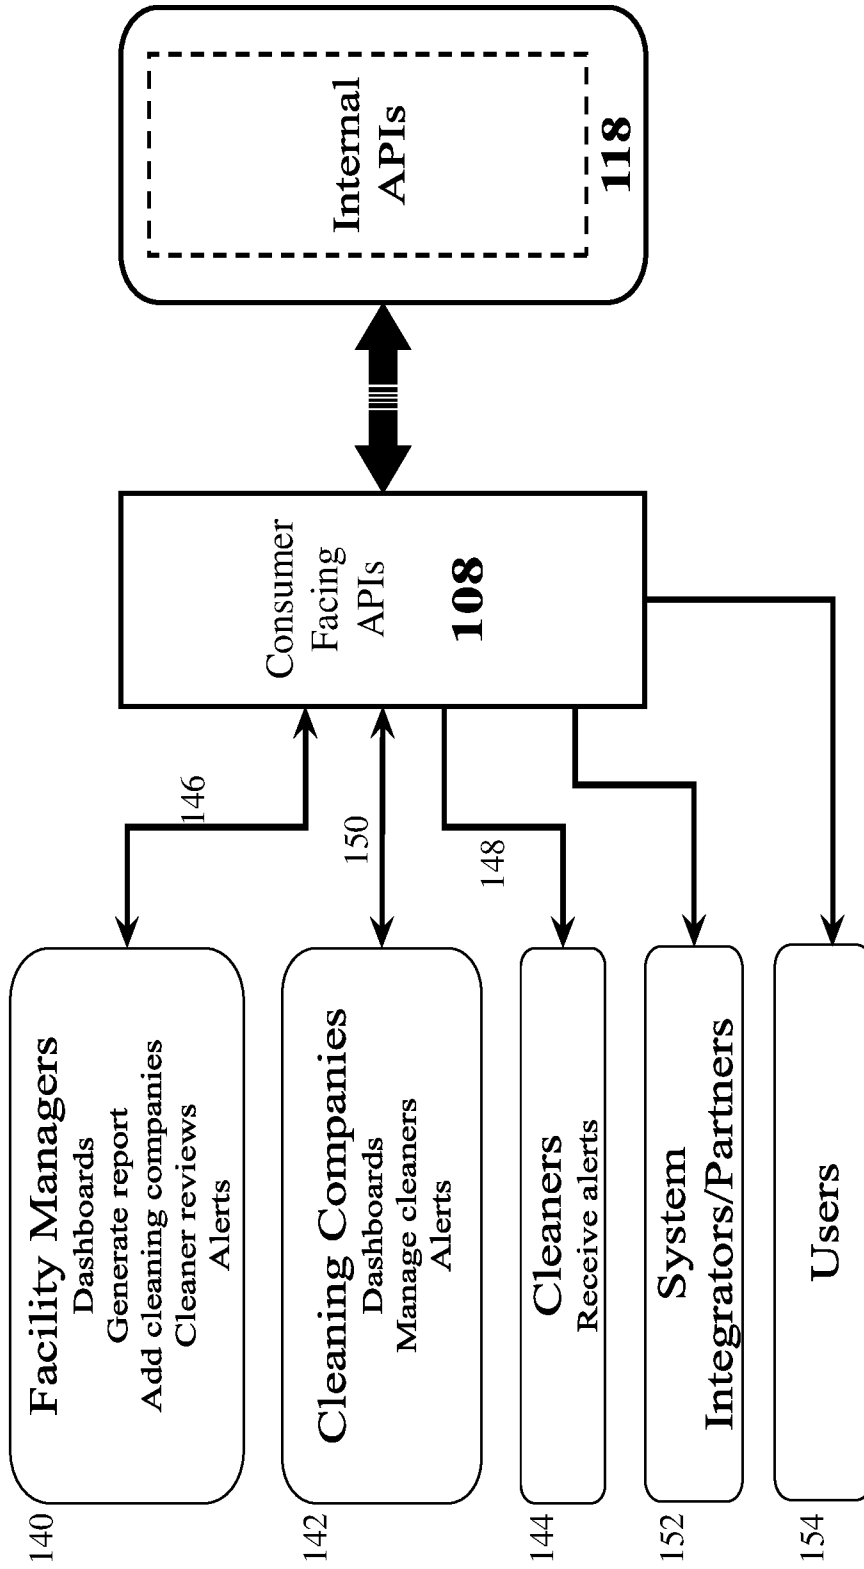 140
Facility Managers
Dashboards
Generate report
Add cleaning companies
Cleaner reviews
Alerts
146
142
Cleaning Companies
Dashboards
Manage cleaners
Alerts
150
144
Cleaners
Receive alerts
148
152
System
Integrators/Partners
154
Users
Consumer
Facing
APIs
108
Internal
APIs
118